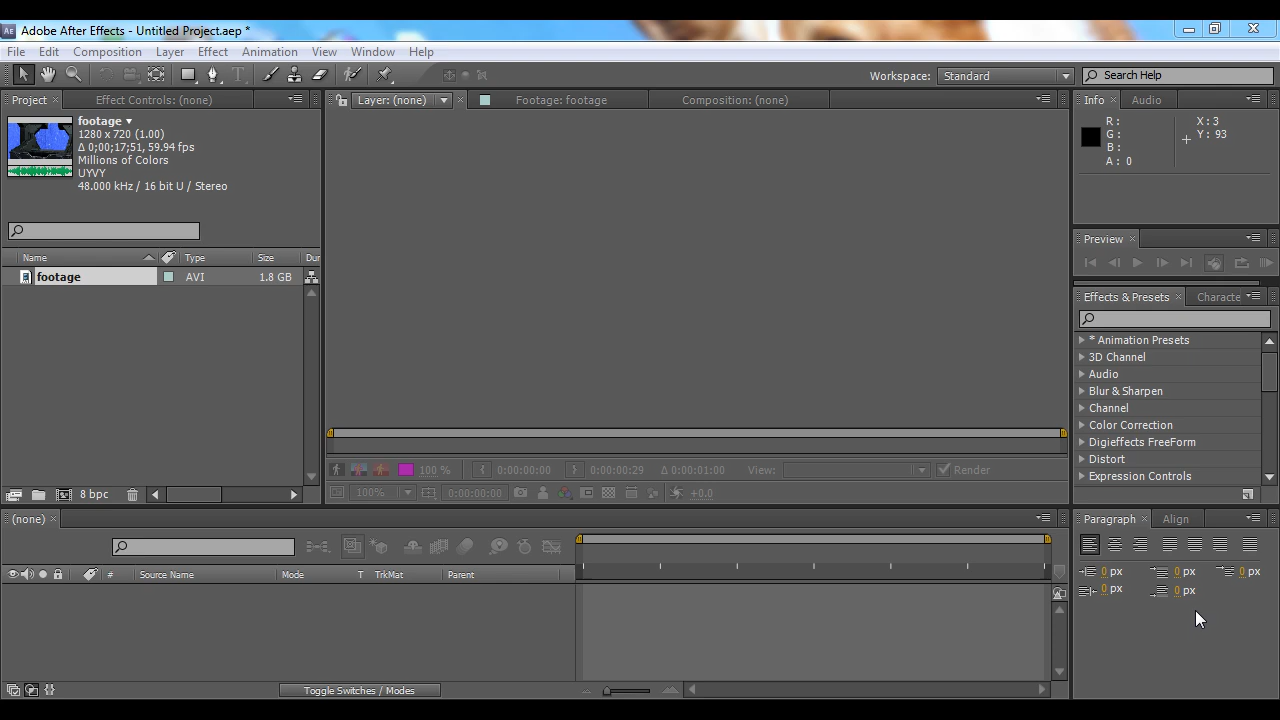 Adobe After Effects - Untitled Project.aep *
File Edit Composition Layer Effect Animation View Window Help
Workspace: Standard Search Help
Project Effect Controls: (none) Layer: (none) Footage: footage Composition: (none) Info Audio
footage
1280 x 720 (1.00)
Δ 0;00;17;51, 59.94 fps
Millions of Colors
UYVY
48.000 kHz / 16 bit U / Stereo
R : X : 3
G : Y : 93
B :
A : 0
Preview
Name Type Size Dur
footage AVI 1.8 GB
Effects & Presets Characte
* Animation Presets
3D Channel
Audio
Blur & Sharpen
Channel
Color Correction
Digieffects FreeForm
Distort
Expression Controls
100 % 0:00:00:00 0:00:00:29 Δ 0:00:01:00 View: Render
8 bpc 100% 0:00:00:00 +0.0
(none) Paragraph Align
# Source Name Mode T TrkMat Parent
0 px 0 px 0 px
0 px 0 px
Toggle Switches / Modes